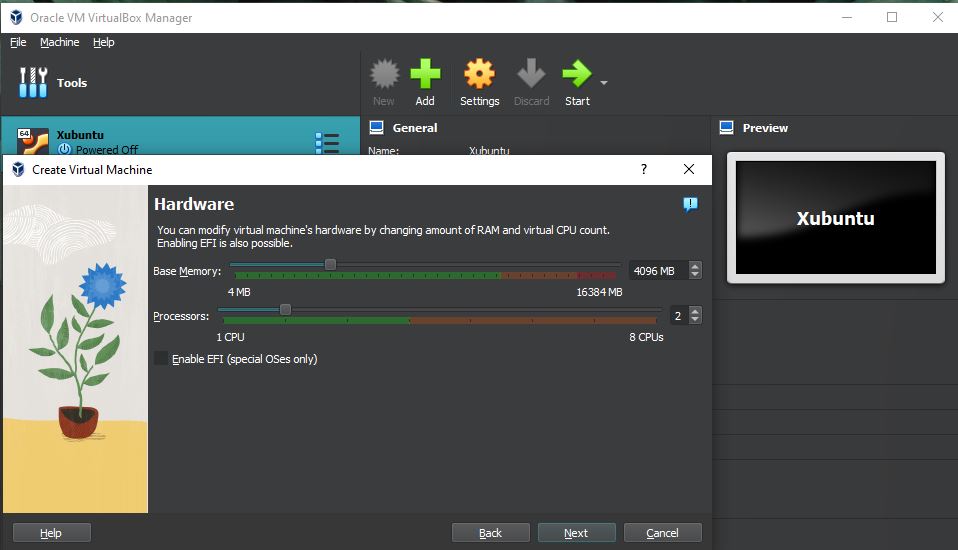 Oracle VM VirtualBox Manager
File Machine Help
Tools
New Add Settings Discard Start
64 Xubuntu
Powered Off
General
Name: Xubuntu
Preview
Xubuntu
Create Virtual Machine
?
Hardware
You can modify virtual machine's hardware by changing amount of RAM and virtual CPU count.
Enabling EFI is also possible.
Base Memory: 4096 MB
4 MB 16384 MB
Processors: 2
1 CPU 8 CPUs
Enable EFI (special OSes only)
Help Back Next Cancel